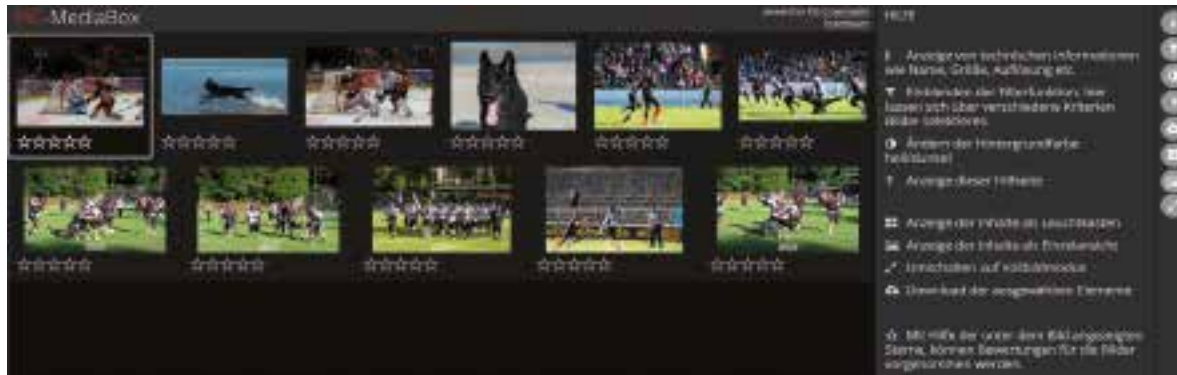 -MediaBox
HILFE
Anzeige von technischen Informationen
wie Name, Größe, Auflösung etc.
Einblenden der Filterfunktion. Hier
lassen sich über verschiedene Kriterien
Bilder selektieren.
Ändern der Hintergrundfarbe
hell/dunkel
? Anzeige dieser Hilfseite
Anzeige der Inhalte als Leuchtkasten
Anzeige der Inhalte als Einzelansicht
Umschalten auf Vollbildmodus
Download der ausgewählten Elemente
Mit Hilfe der unter dem Bild angezeigten
Sterne, können Bewertungen für die Bilder
vorgenommen werden.